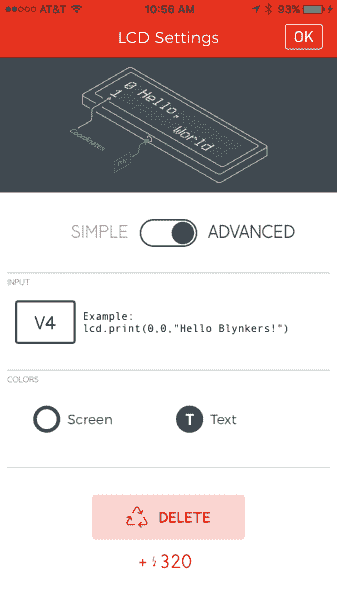 AT&T 10:56 AM 93%
LCD Settings
OK
0 Hello,
1 World
Coordinates
SIMPLE ADVANCED
INPUT
V4
Example:
lcd.print(0,0,"Hello Blynkers!")
COLORS
Screen
T Text
DELETE
+ 320